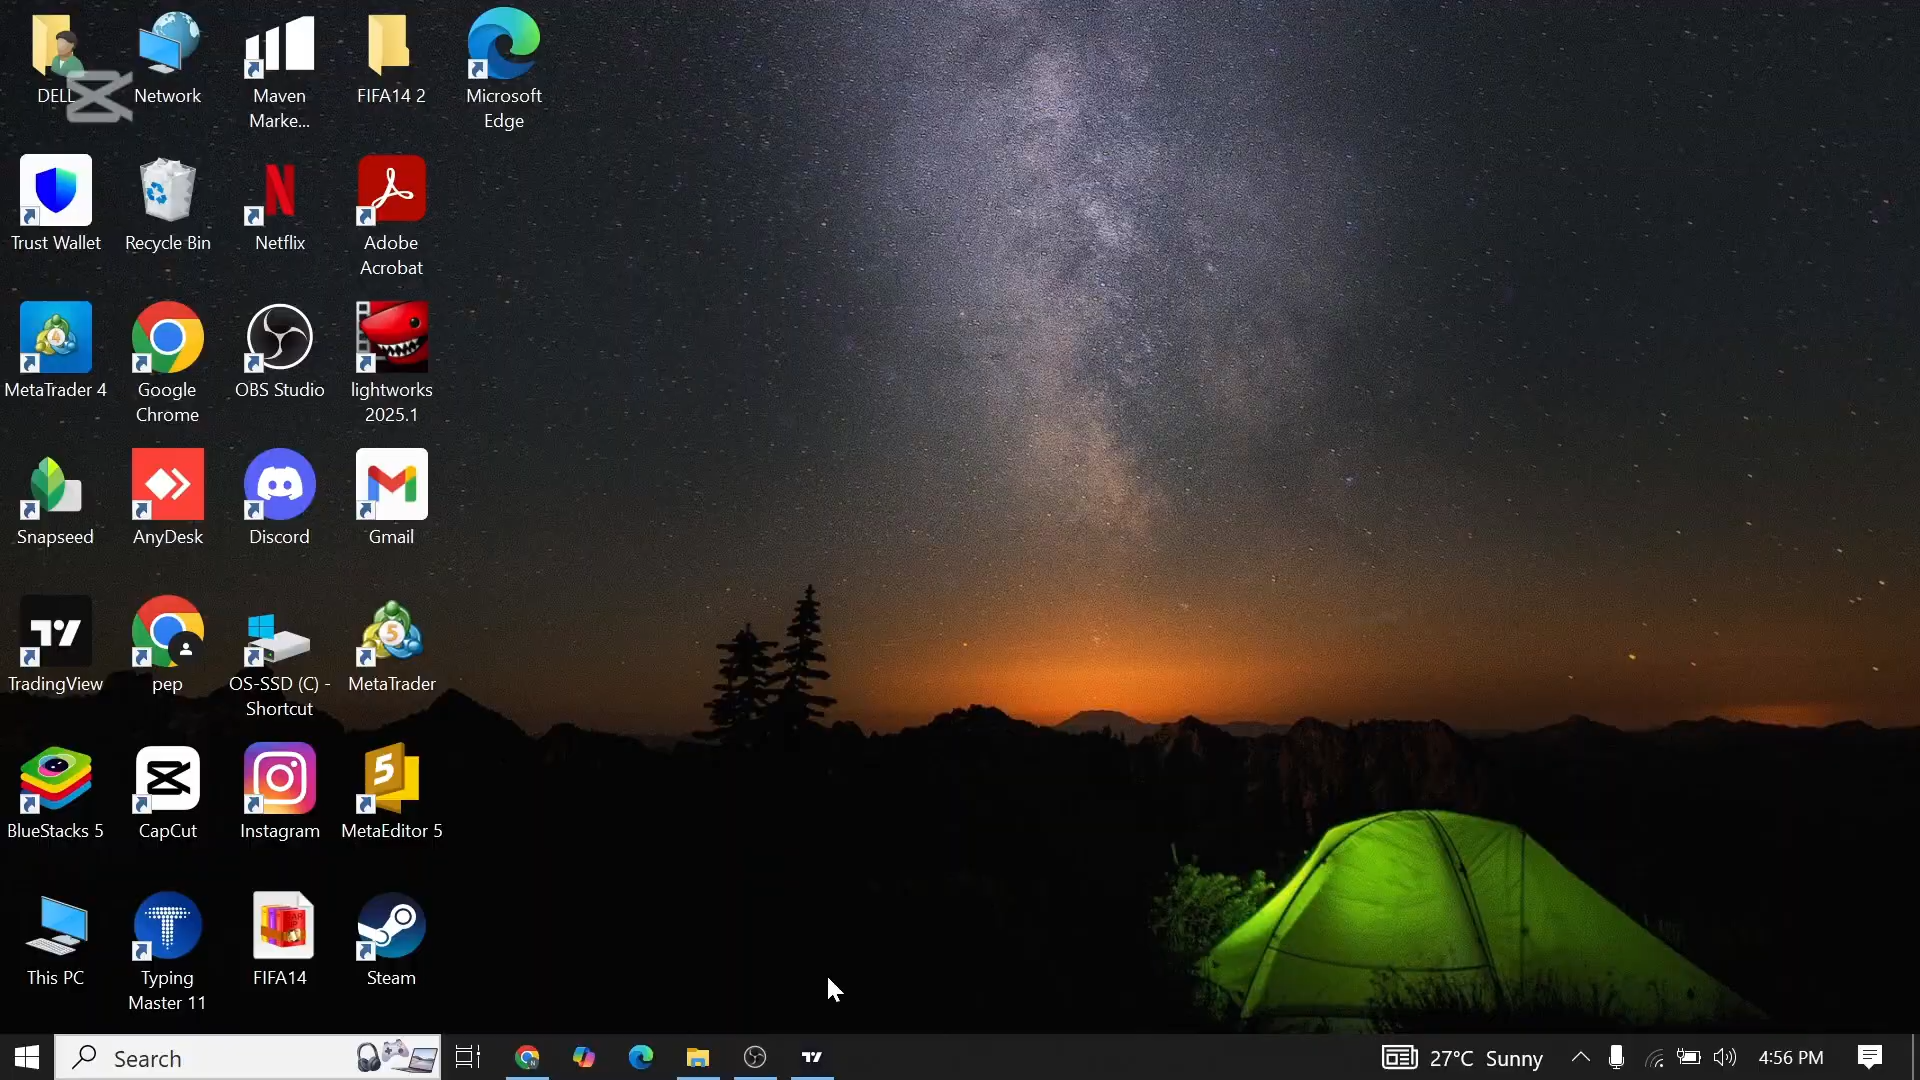 DELL
Network
Maven
Marke...
FIFA14 2
Microsoft
Edge
Trust Wallet
Recycle Bin
Netflix
Adobe
Acrobat
MetaTrader 4
Google
Chrome
OBS Studio
lightworks
2025.1
Snapseed
AnyDesk
Discord
Gmail
TradingView
pep
OS-SSD (C) -
Shortcut
MetaTrader
BlueStacks 5
CapCut
Instagram
MetaEditor 5
This PC
Typing
Master 11
FIFA14
Steam
Search
27°C Sunny
4:56 PM